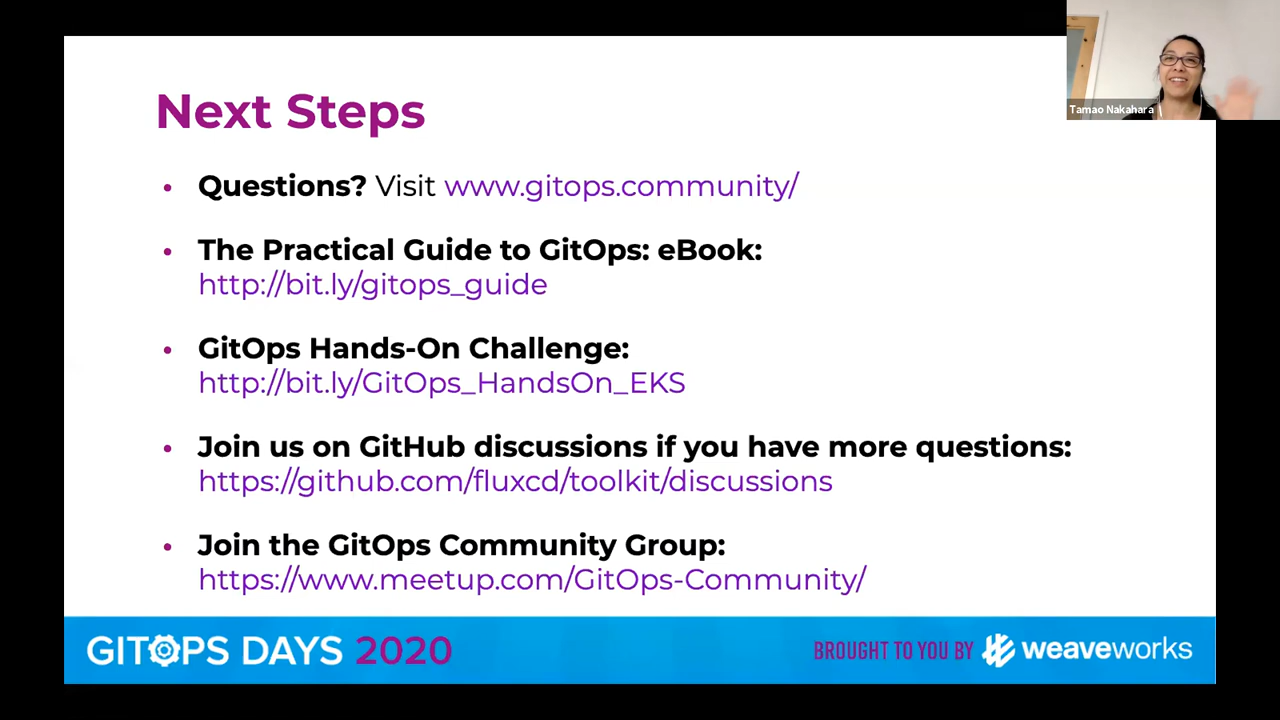 Next Steps
Tamao Nakahara
• Questions? Visit www.gitops.community/
• The Practical Guide to GitOps: eBook:
http://bit.ly/gitops_guide
• GitOps Hands-On Challenge:
http://bit.ly/GitOps_HandsOn_EKS
• Join us on GitHub discussions if you have more questions:
https://github.com/fluxcd/toolkit/discussions
• Join the GitOps Community Group:
https://www.meetup.com/GitOps-Community/
GITOPS DAYS 2020
BROUGHT TO YOU BY weaveworks